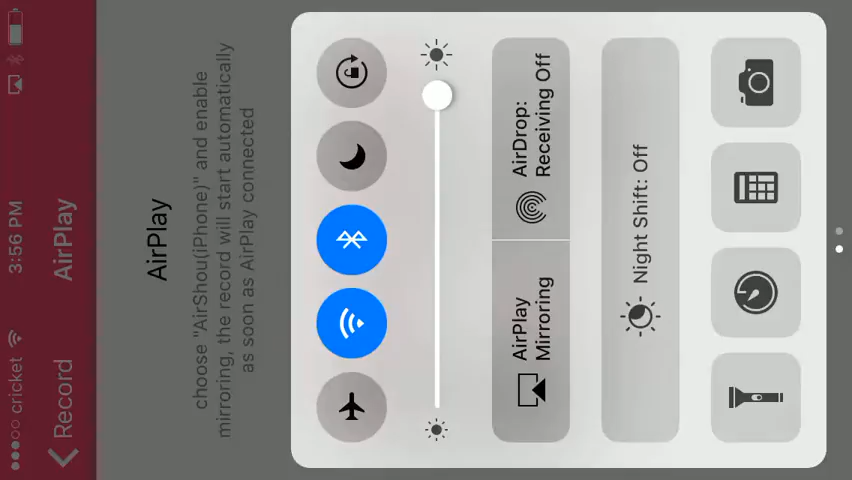 cricket 3:56 PM
Record AirPlay
AirPlay
choose "AirShou(iPhone)" and enable
mirroring, the record will start automatically
as soon as AirPlay connected
AirPlay
Mirroring
AirDrop:
Receiving Off
Night Shift: Off